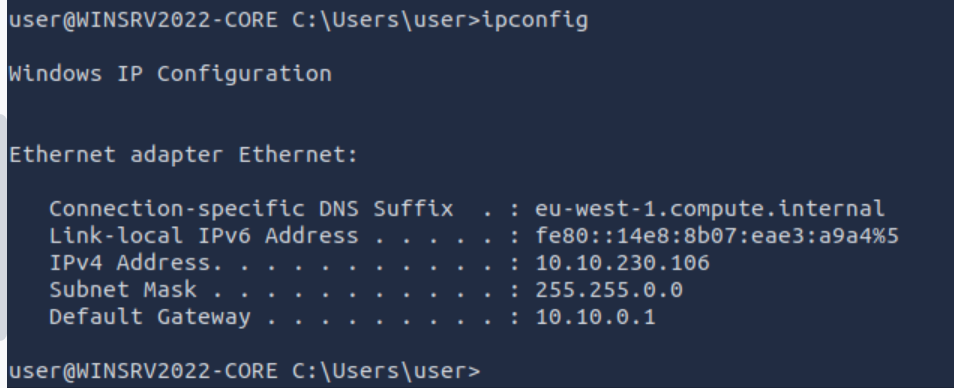 user@WINSRV2022-CORE C:\Users\user>ipconfig
Windows IP Configuration
Ethernet adapter Ethernet:
Connection-specific DNS Suffix  . : eu-west-1.compute.internal
Link-local IPv6 Address . . . . . : fe80::14e8:8b07:eae3:a9a4%5
IPv4 Address. . . . . . . . . . . : 10.10.230.106
Subnet Mask . . . . . . . . . . . : 255.255.0.0
Default Gateway . . . . . . . . . : 10.10.0.1
user@WINSRV2022-CORE C:\Users\user>